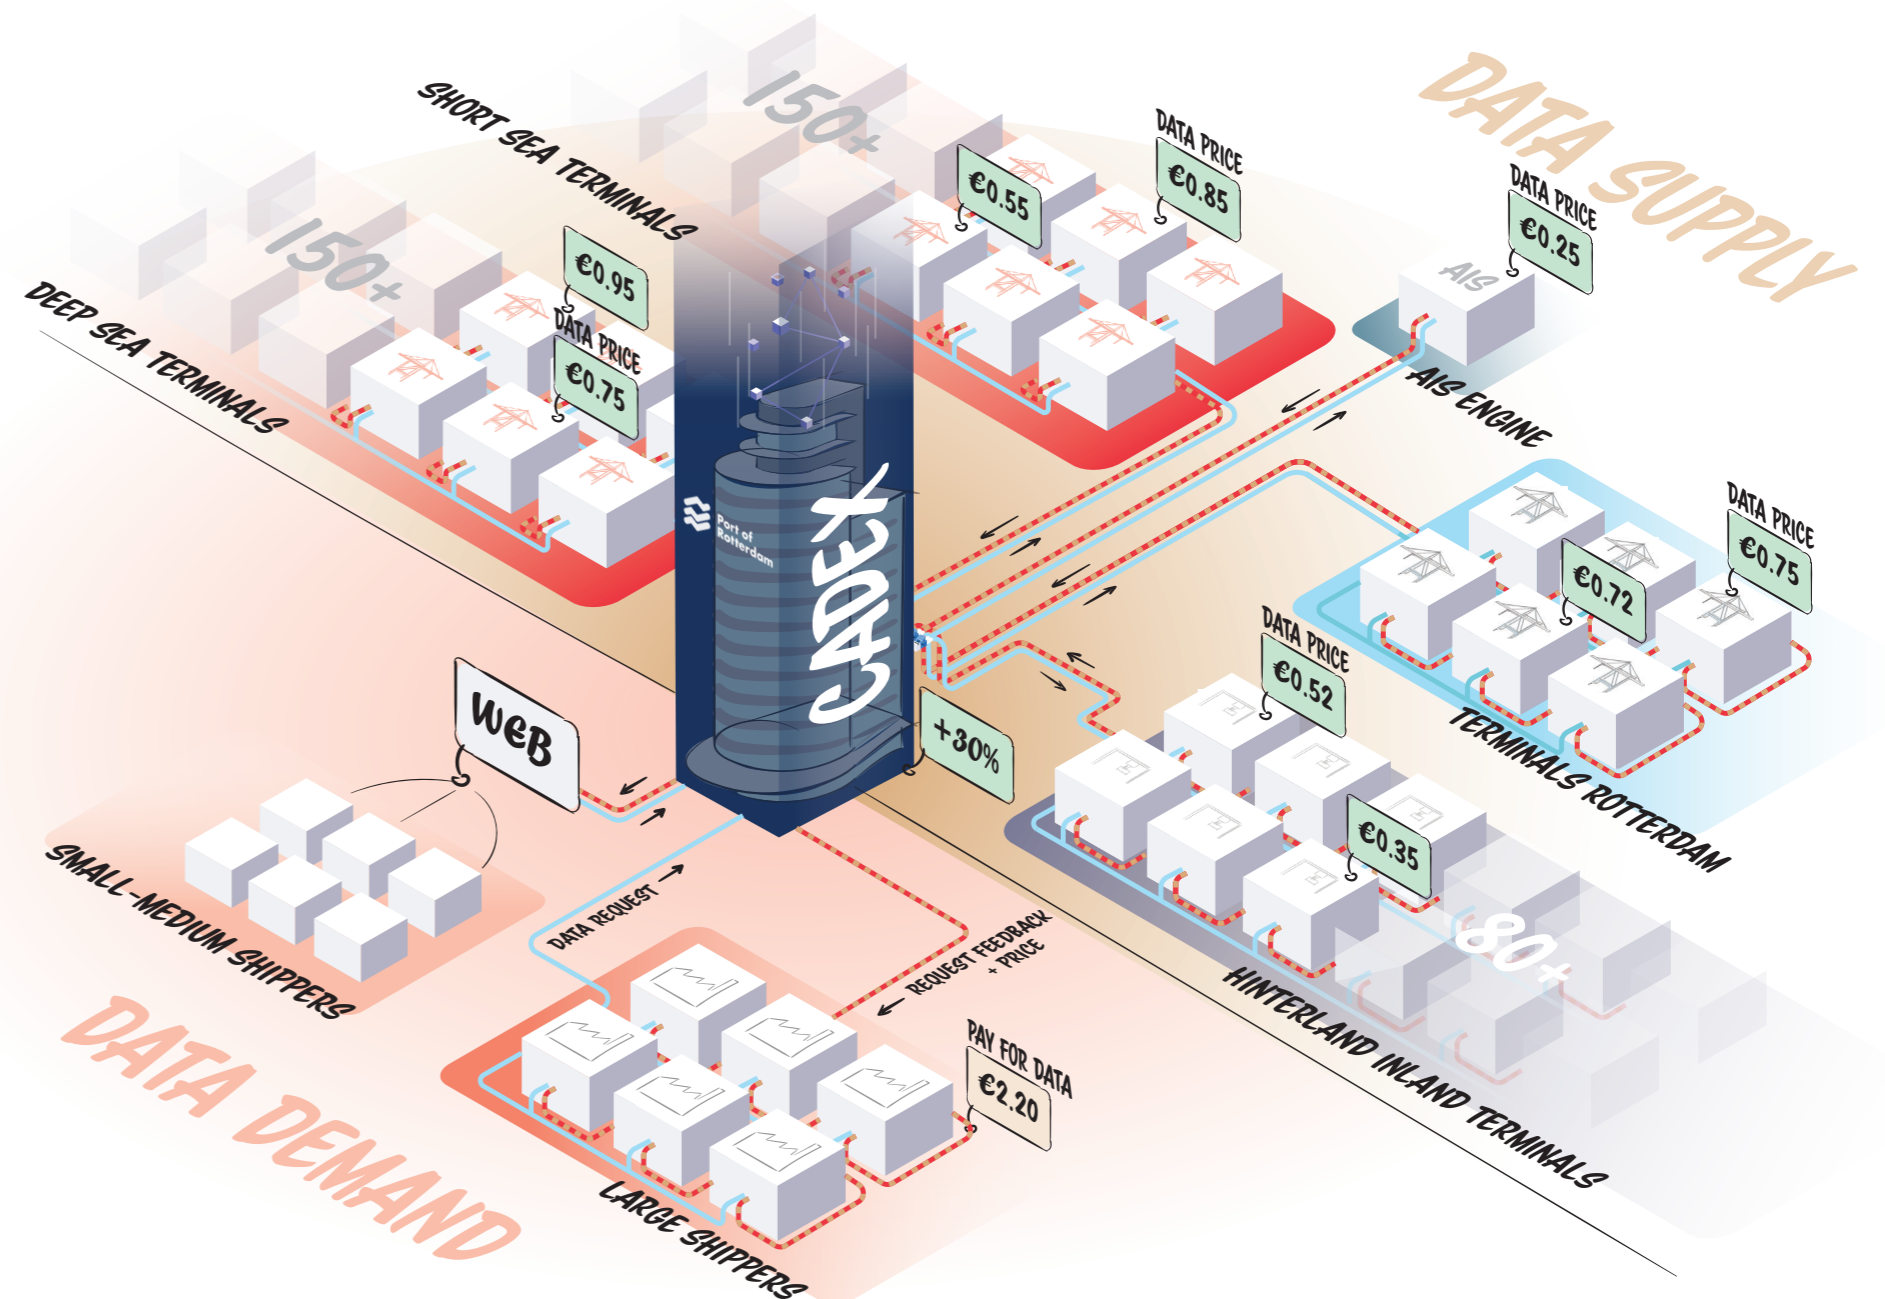 DATA SUPPLY
SHORT SEA TERMINALS
150+
€0.55
DATA PRICE
€0.85
DATA PRICE
€0.25
AIS
AIS ENGINE
DEEP SEA TERMINALS
150+
€0.95
DATA PRICE
€0.75
Port of
Rotterdam
CADEX
+30%
DATA PRICE
€0.75
€0.72
TERMINALS ROTTERDAM
DATA PRICE
€0.52
€0.35
80+
HINTERLAND INLAND TERMINALS
WEB
SMALL-MEDIUM SHIPPERS
DATA REQUEST
REQUEST FEEDBACK
+ PRICE
PAY FOR DATA
€2.20
LARGE SHIPPERS
DATA DEMAND